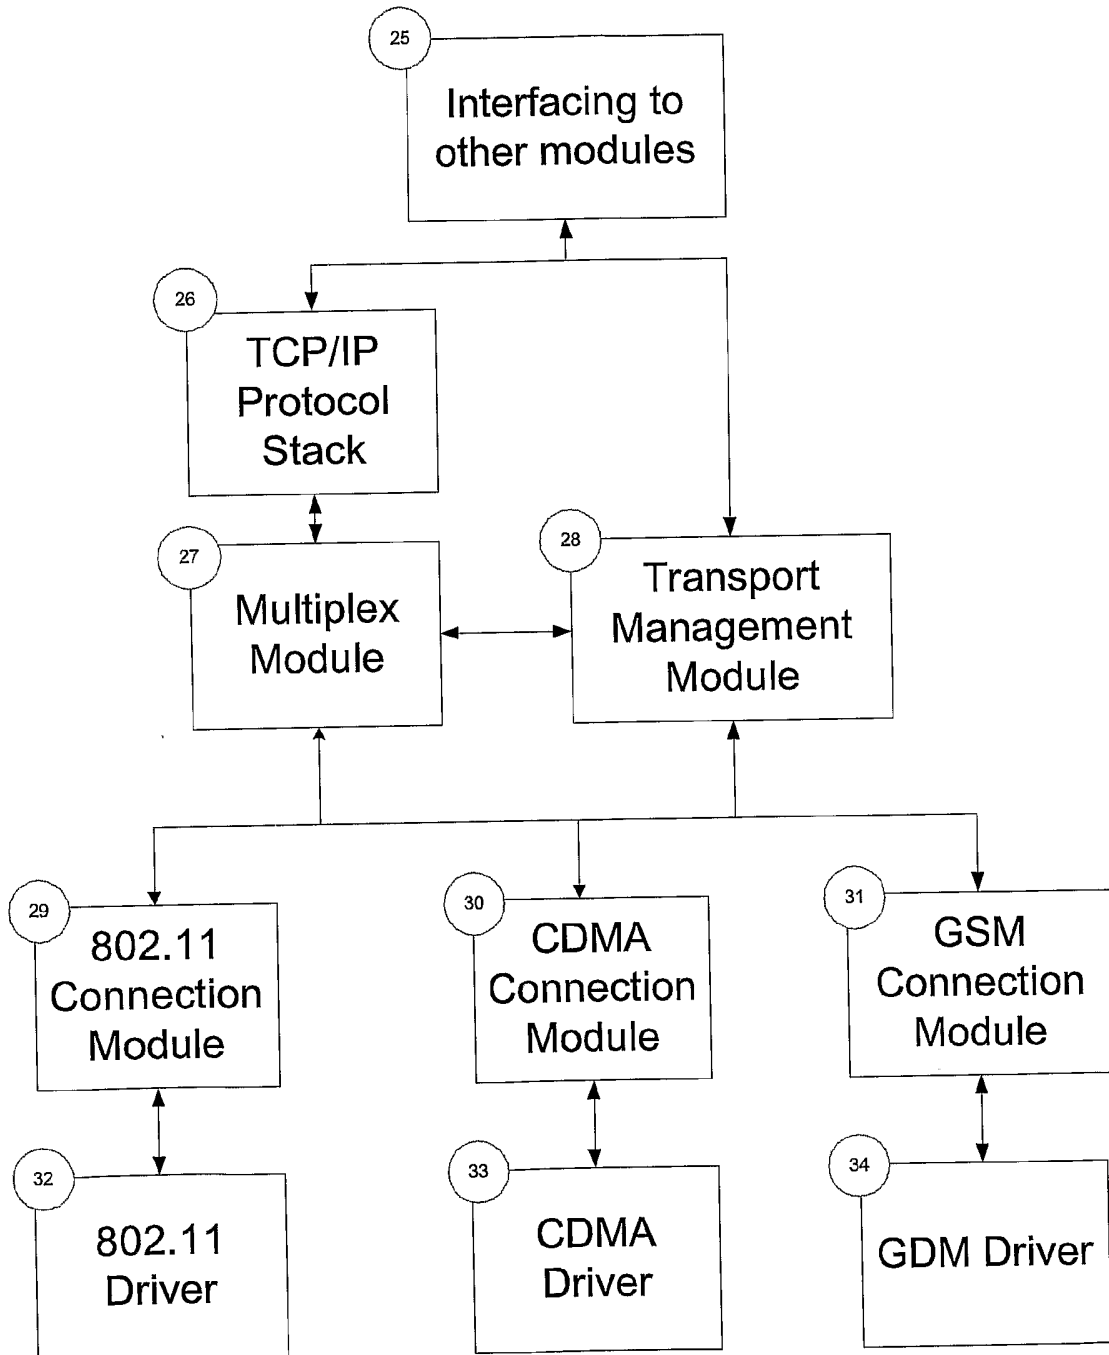 25
Interfacing to
other modules
26
TCP/IP
Protocol
Stack
27
Multiplex
Module
28
Transport
Management
Module
29
802.11
Connection
Module
30
CDMA
Connection
Module
31
GSM
Connection
Module
32
802.11
Driver
33
CDMA
Driver
34
GDM Driver